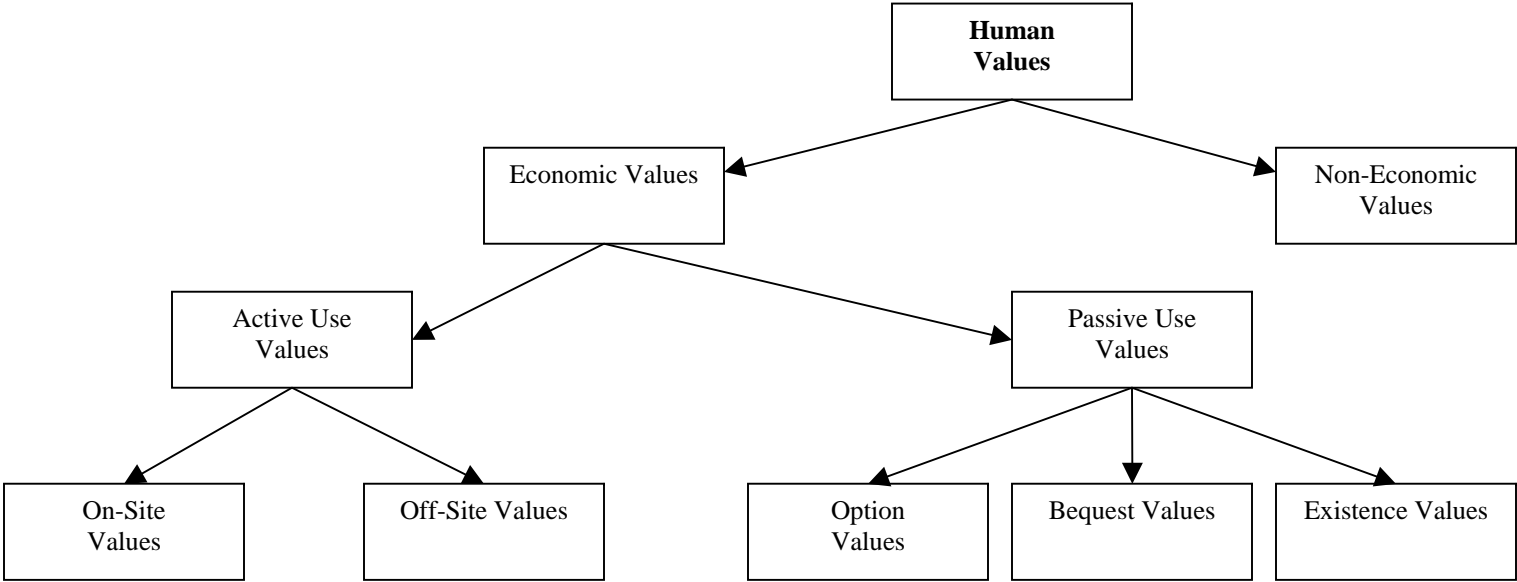 Human
Values
Economic Values
Non-Economic
Values
Active Use
Values
Passive Use
Values
On-Site
Values
Off-Site Values
Option
Values
Bequest Values
Existence Values